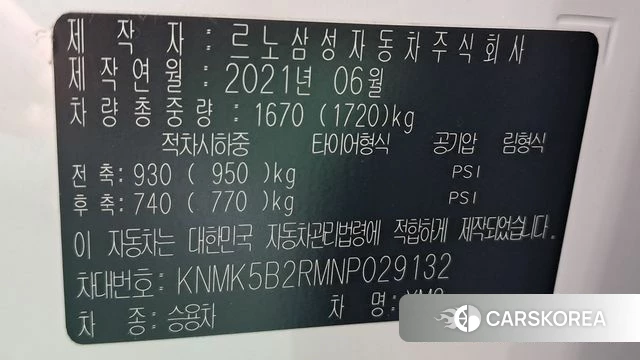 제 작 자 : 르노삼성자동차주식회사
제작연월 : 2021년 06월
차량총중량 : 1670 (1720)kg
적차시하중 타이어형식 공기압 림형식
전축: 930 ( 950)kg PSI
후축: 740 ( 770)kg PSI
이 자동차는 대한민국 자동차관리법령에 적합하게 제작되었습니다.
차대번호: KNMK5B2RMNP029132
차 종: 승용차 차 명:
CARSKOREA